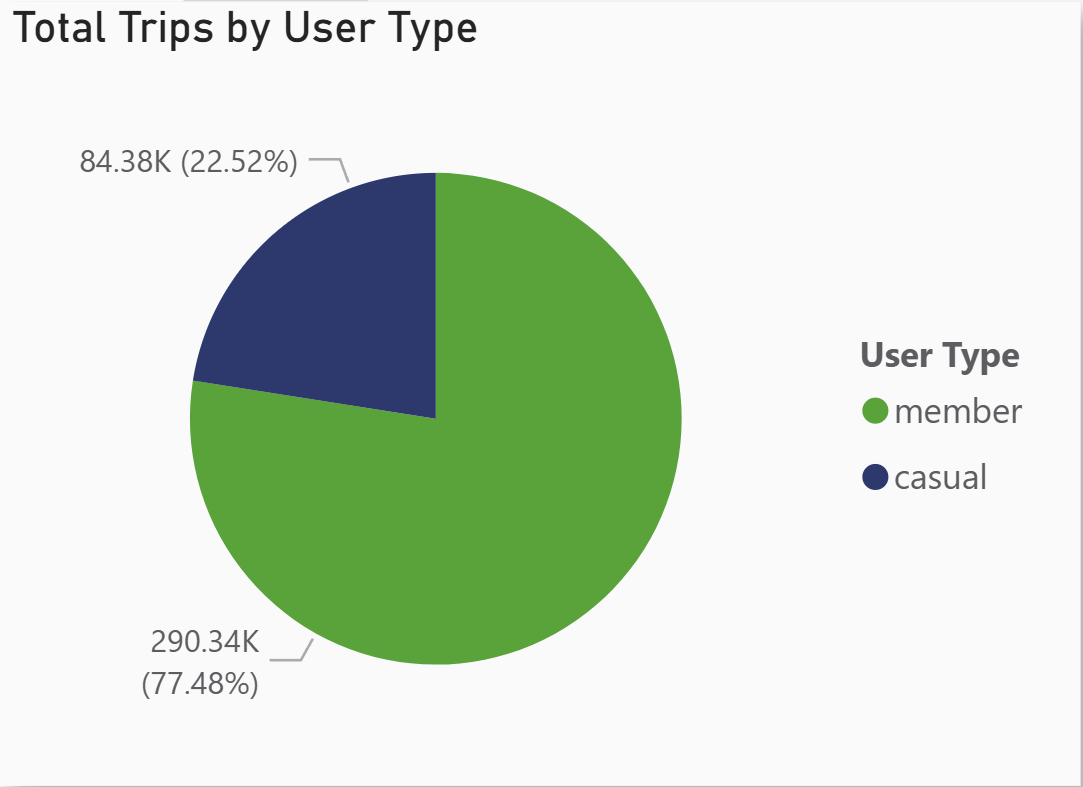 Total Trips by User Type
84.38K (22.52%)
User Type
member
casual
290.34K
(77.48%)